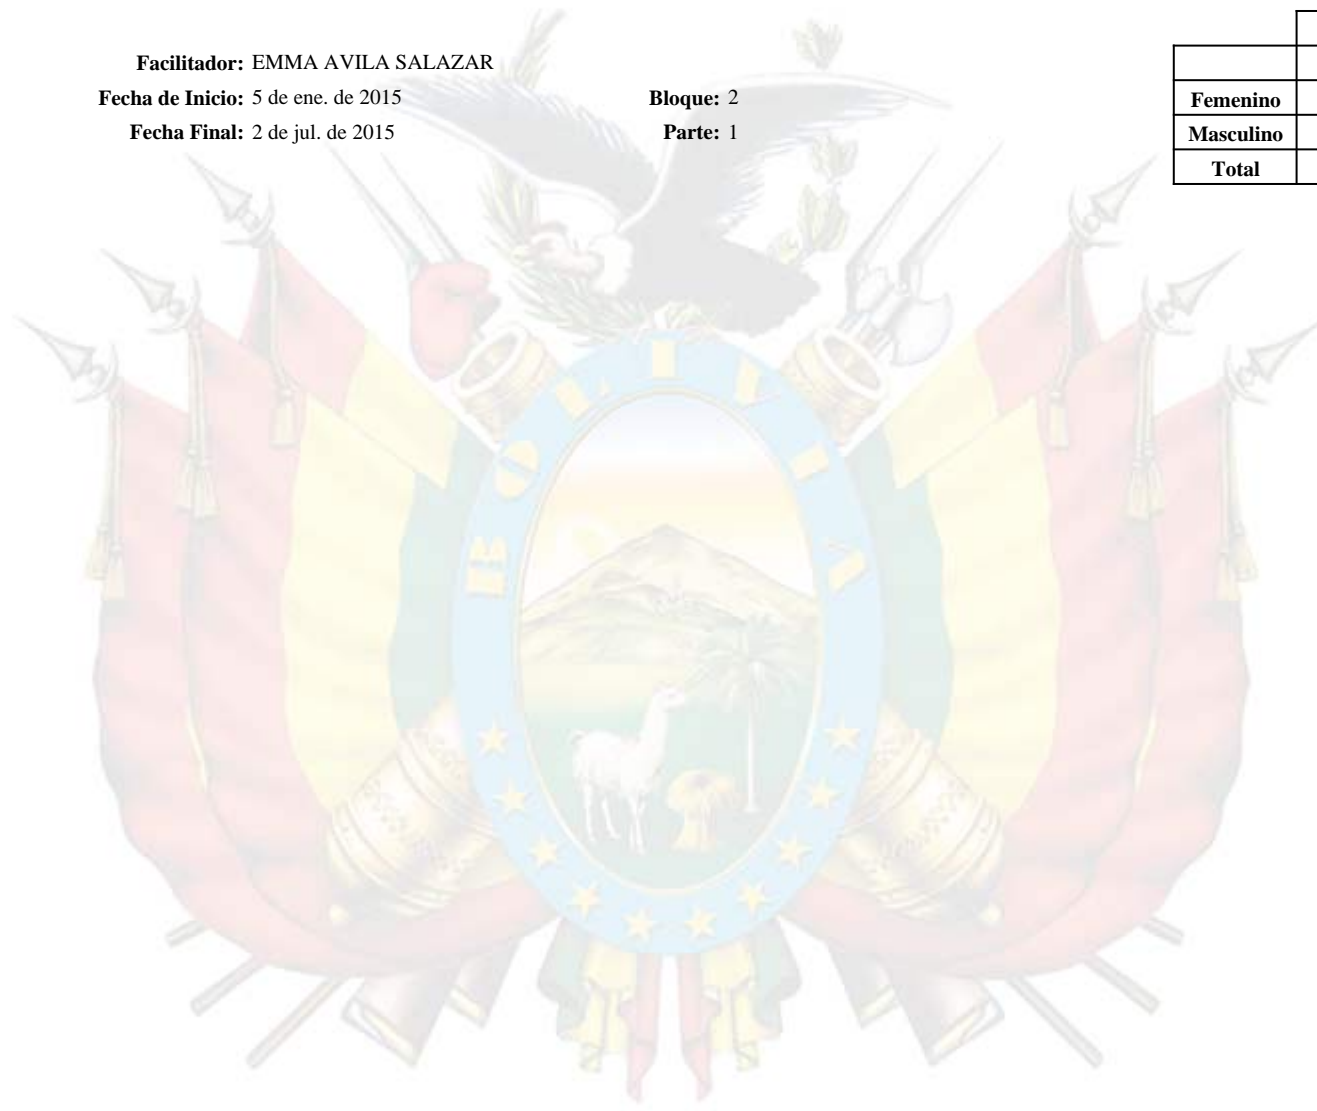 Facilitador: EMMA AVILA SALAZAR
Fecha de Inicio: 5 de ene. de 2015 Bloque: 2
Fecha Final: 2 de jul. de 2015 Parte: 1
Femenino
Masculino
Total
BOLIVIA